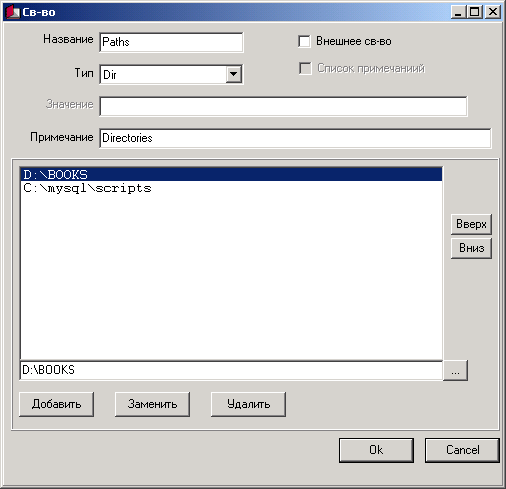 Св-во
Название Paths
Внешнее св-во
Тип Dir
Список примечаниий
Значение
Примечание Directories
D:\BOOKS
C:\mysql\scripts
Вверх
Вниз
D:\BOOKS ...
Добавить Заменить Удалить
Ok Cancel